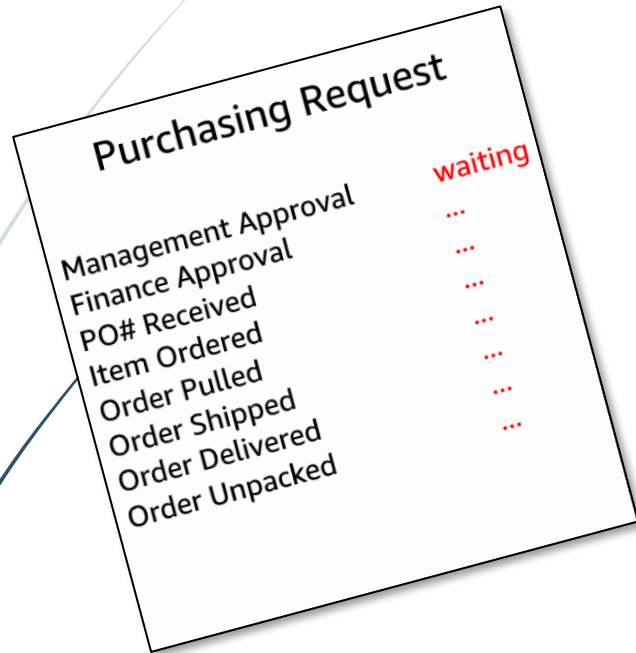 Purchasing Request
Management Approval waiting
Finance Approval ...
PO# Received ...
Item Ordered ...
Order Pulled ...
Order Shipped ...
Order Delivered ...
Order Unpacked ...